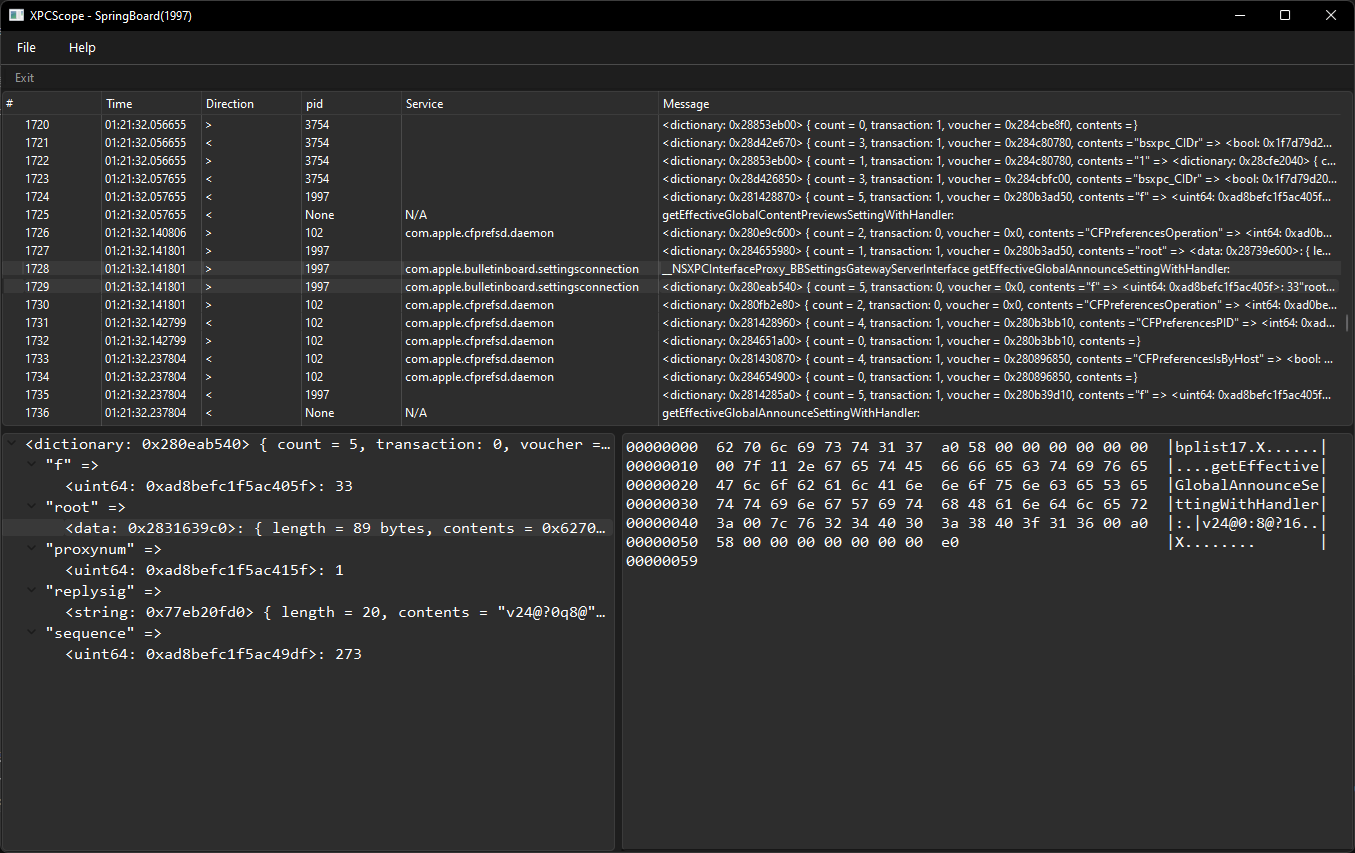 XPCScope - SpringBoard(1997)
File Help
Exit
# Time Direction pid Service Message
1720 01:21:32.056655 > 3754 <dictionary: 0x28853eb00> { count = 0, transaction: 1, voucher = 0x284cbe8f0, contents =}
1721 01:21:32.056655 < 3754 <dictionary: 0x28d42e670> { count = 3, transaction: 1, voucher = 0x284c80780, contents ="bsxpc_CIDr" => <bool: 0x1f7d79d2...
1722 01:21:32.056655 > 3754 <dictionary: 0x28853eb00> { count = 1, transaction: 1, voucher = 0x284c80780, contents ="1" => <dictionary: 0x28cfe2040> { c...
1723 01:21:32.056655 < 3754 <dictionary: 0x28d426850> { count = 3, transaction: 1, voucher = 0x284cbfc00, contents ="bsxpc_CIDr" => <bool: 0x1f7d79d20...
1724 01:21:32.057655 < 1997 <dictionary: 0x281428870> { count = 5, transaction: 1, voucher = 0x280b3ad50, contents ="f" => <uint64: 0xad8befc1f5ac405f...
1725 01:21:32.057655 < None N/A getEffectiveGlobalContentPreviewsSettingWithHandler:
1726 01:21:32.140806 > 102 com.apple.cfprefsd.daemon <dictionary: 0x280e9c600> { count = 2, transaction: 0, voucher = 0x0, contents ="CFPreferencesOperation" => <int64: 0xad0b...
1727 01:21:32.141801 > 1997 <dictionary: 0x284655980> { count = 1, transaction: 1, voucher = 0x280b3ad50, contents ="root" => <data: 0x28739e600>: { le...
1728 01:21:32.141801 > 1997 com.apple.bulletinboard.settingsconnection __NSXPCInterfaceProxy_BBSettingsGatewayServerInterface getEffectiveGlobalAnnounceSettingWithHandler:
1729 01:21:32.141801 > 1997 com.apple.bulletinboard.settingsconnection <dictionary: 0x280eab540> { count = 5, transaction: 0, voucher = 0x0, contents ="f" => <uint64: 0xad8befc1f5ac405f>: 33"root...
1730 01:21:32.141801 > 102 com.apple.cfprefsd.daemon <dictionary: 0x280fb2e80> { count = 2, transaction: 0, voucher = 0x0, contents ="CFPreferencesOperation" => <int64: 0xad0be...
1731 01:21:32.142799 < 102 com.apple.cfprefsd.daemon <dictionary: 0x281428960> { count = 4, transaction: 1, voucher = 0x280b3bb10, contents ="CFPreferencesPID" => <int64: 0xad...
1732 01:21:32.142799 > 102 com.apple.cfprefsd.daemon <dictionary: 0x284651a00> { count = 0, transaction: 1, voucher = 0x280b3bb10, contents =}
1733 01:21:32.237804 < 102 com.apple.cfprefsd.daemon <dictionary: 0x281430870> { count = 4, transaction: 1, voucher = 0x280896850, contents ="CFPreferencesIsByHost" => <bool: ...
1734 01:21:32.237804 > 102 com.apple.cfprefsd.daemon <dictionary: 0x284654900> { count = 0, transaction: 1, voucher = 0x280896850, contents =}
1735 01:21:32.237804 < 1997 <dictionary: 0x2814285a0> { count = 5, transaction: 1, voucher = 0x280b39d10, contents ="f" => <uint64: 0xad8befc1f5ac405f...
1736 01:21:32.237804 < None N/A getEffectiveGlobalAnnounceSettingWithHandler:
<dictionary: 0x280eab540> { count = 5, transaction: 0, voucher =...
"f" =>
<uint64: 0xad8befc1f5ac405f>: 33
"root" =>
<data: 0x2831639c0>: { length = 89 bytes, contents = 0x6270...
"proxynum" =>
<uint64: 0xad8befc1f5ac415f>: 1
"replysig" =>
<string: 0x77eb20fd0> { length = 20, contents = "v24@?0q8@"...
"sequence" =>
<uint64: 0xad8befc1f5ac49df>: 273
00000000 62 70 6c 69 73 74 31 37 a0 58 00 00 00 00 00 00 |bplist17.X......|
00000010 00 7f 11 2e 67 65 74 45 66 66 65 63 74 69 76 65 |....getEffective|
00000020 47 6c 6f 62 61 6c 41 6e 6e 6f 75 6e 63 65 53 65 |GlobalAnnounceSe|
00000030 74 74 69 6e 67 57 69 74 68 48 61 6e 64 6c 65 72 |ttingWithHandler|
00000040 3a 00 7c 76 32 34 40 30 3a 38 40 3f 31 36 00 a0 |:.|v24@0:8@?16..|
00000050 58 00 00 00 00 00 00 00 e0 |X........ |
00000059